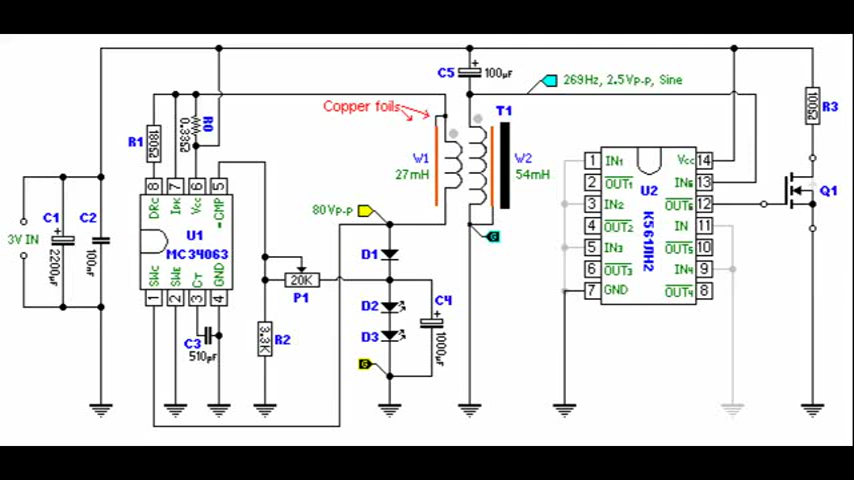 C5
+
100µF
269Hz, 2.5Vp-p, Sine
Copper foils
T1
R1
180Ω
0.33Ω
R0
100Ω
R3
W1
27mH
W2
54mH
8 7 6 5
DRC IPK VCC -CMP
U1
MC34063
SWC SWE CT GND
1 2 3 4
C1
+
2200µF
C2
100nF
3V IN
C3
510pF
80Vp-p
D1
20K
P1
R2
3.3K
D2
D3
C4
+
1000µF
G
G
1 IN1
2 OUT1
3 IN2
4 OUT2
5 IN3
6 OUT3
7 GND
U2
К561ЛН2
Vcc 14
IN6 13
OUT6 12
IN 11
OUT5 10
IN4 9
OUT4 8
Q1